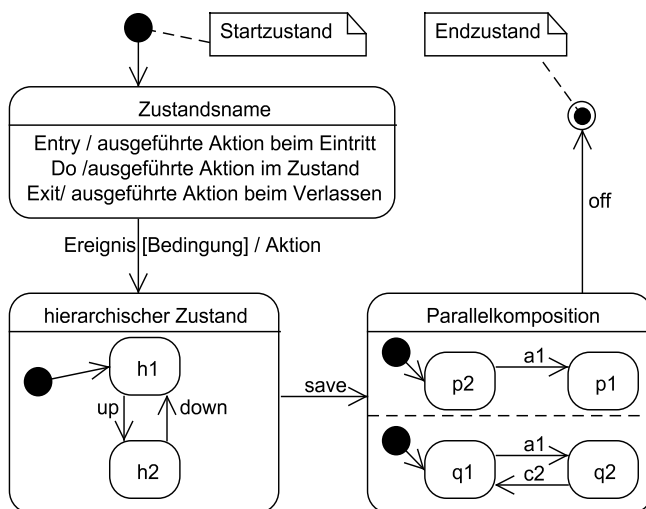 Startzustand
Endzustand
Zustandsname
Entry / ausgeführte Aktion beim Eintritt
Do /ausgeführte Aktion im Zustand
Exit/ ausgeführte Aktion beim Verlassen
off
Ereignis [Bedingung] / Aktion
hierarchischer Zustand
h1
up
down
h2
save
Parallelkomposition
p2
a1
p1
q1
a1
c2
q2